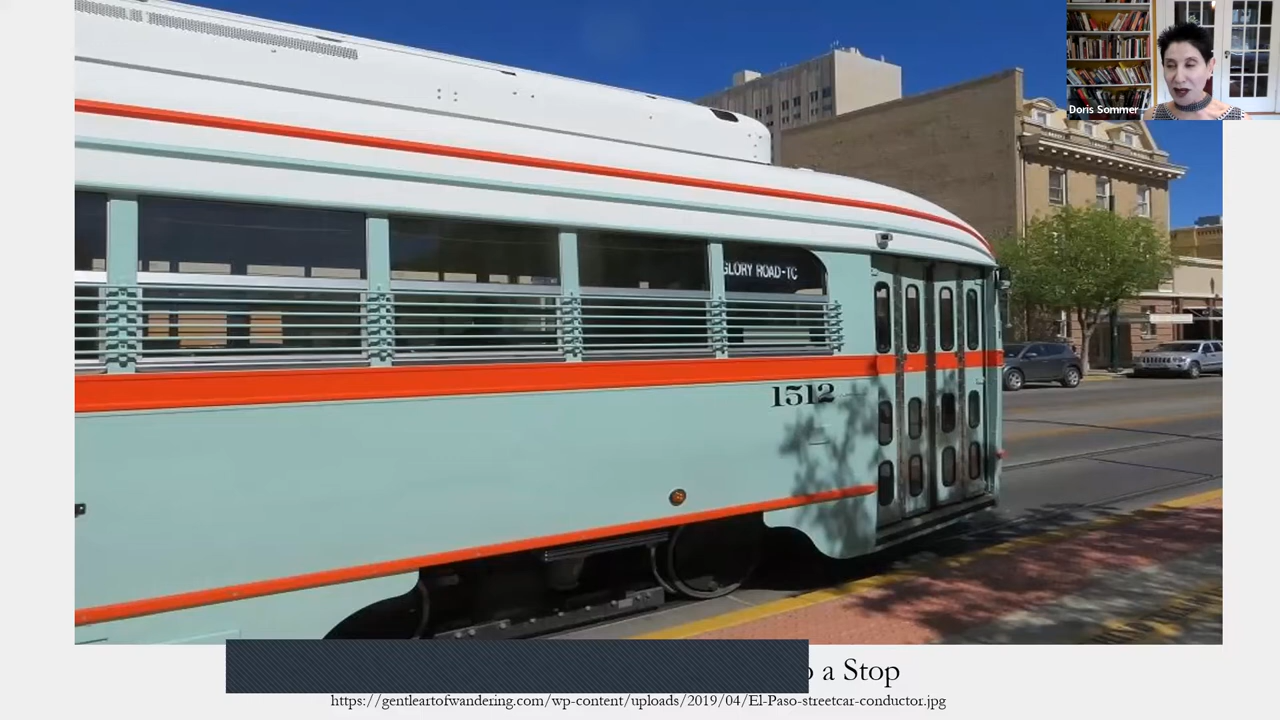 Doris Sommer
GLORY ROAD-TC
1512
a Stop
https://gentleartofwandering.com/wp-content/uploads/2019/04/El-Paso-streetcar-conductor.jpg